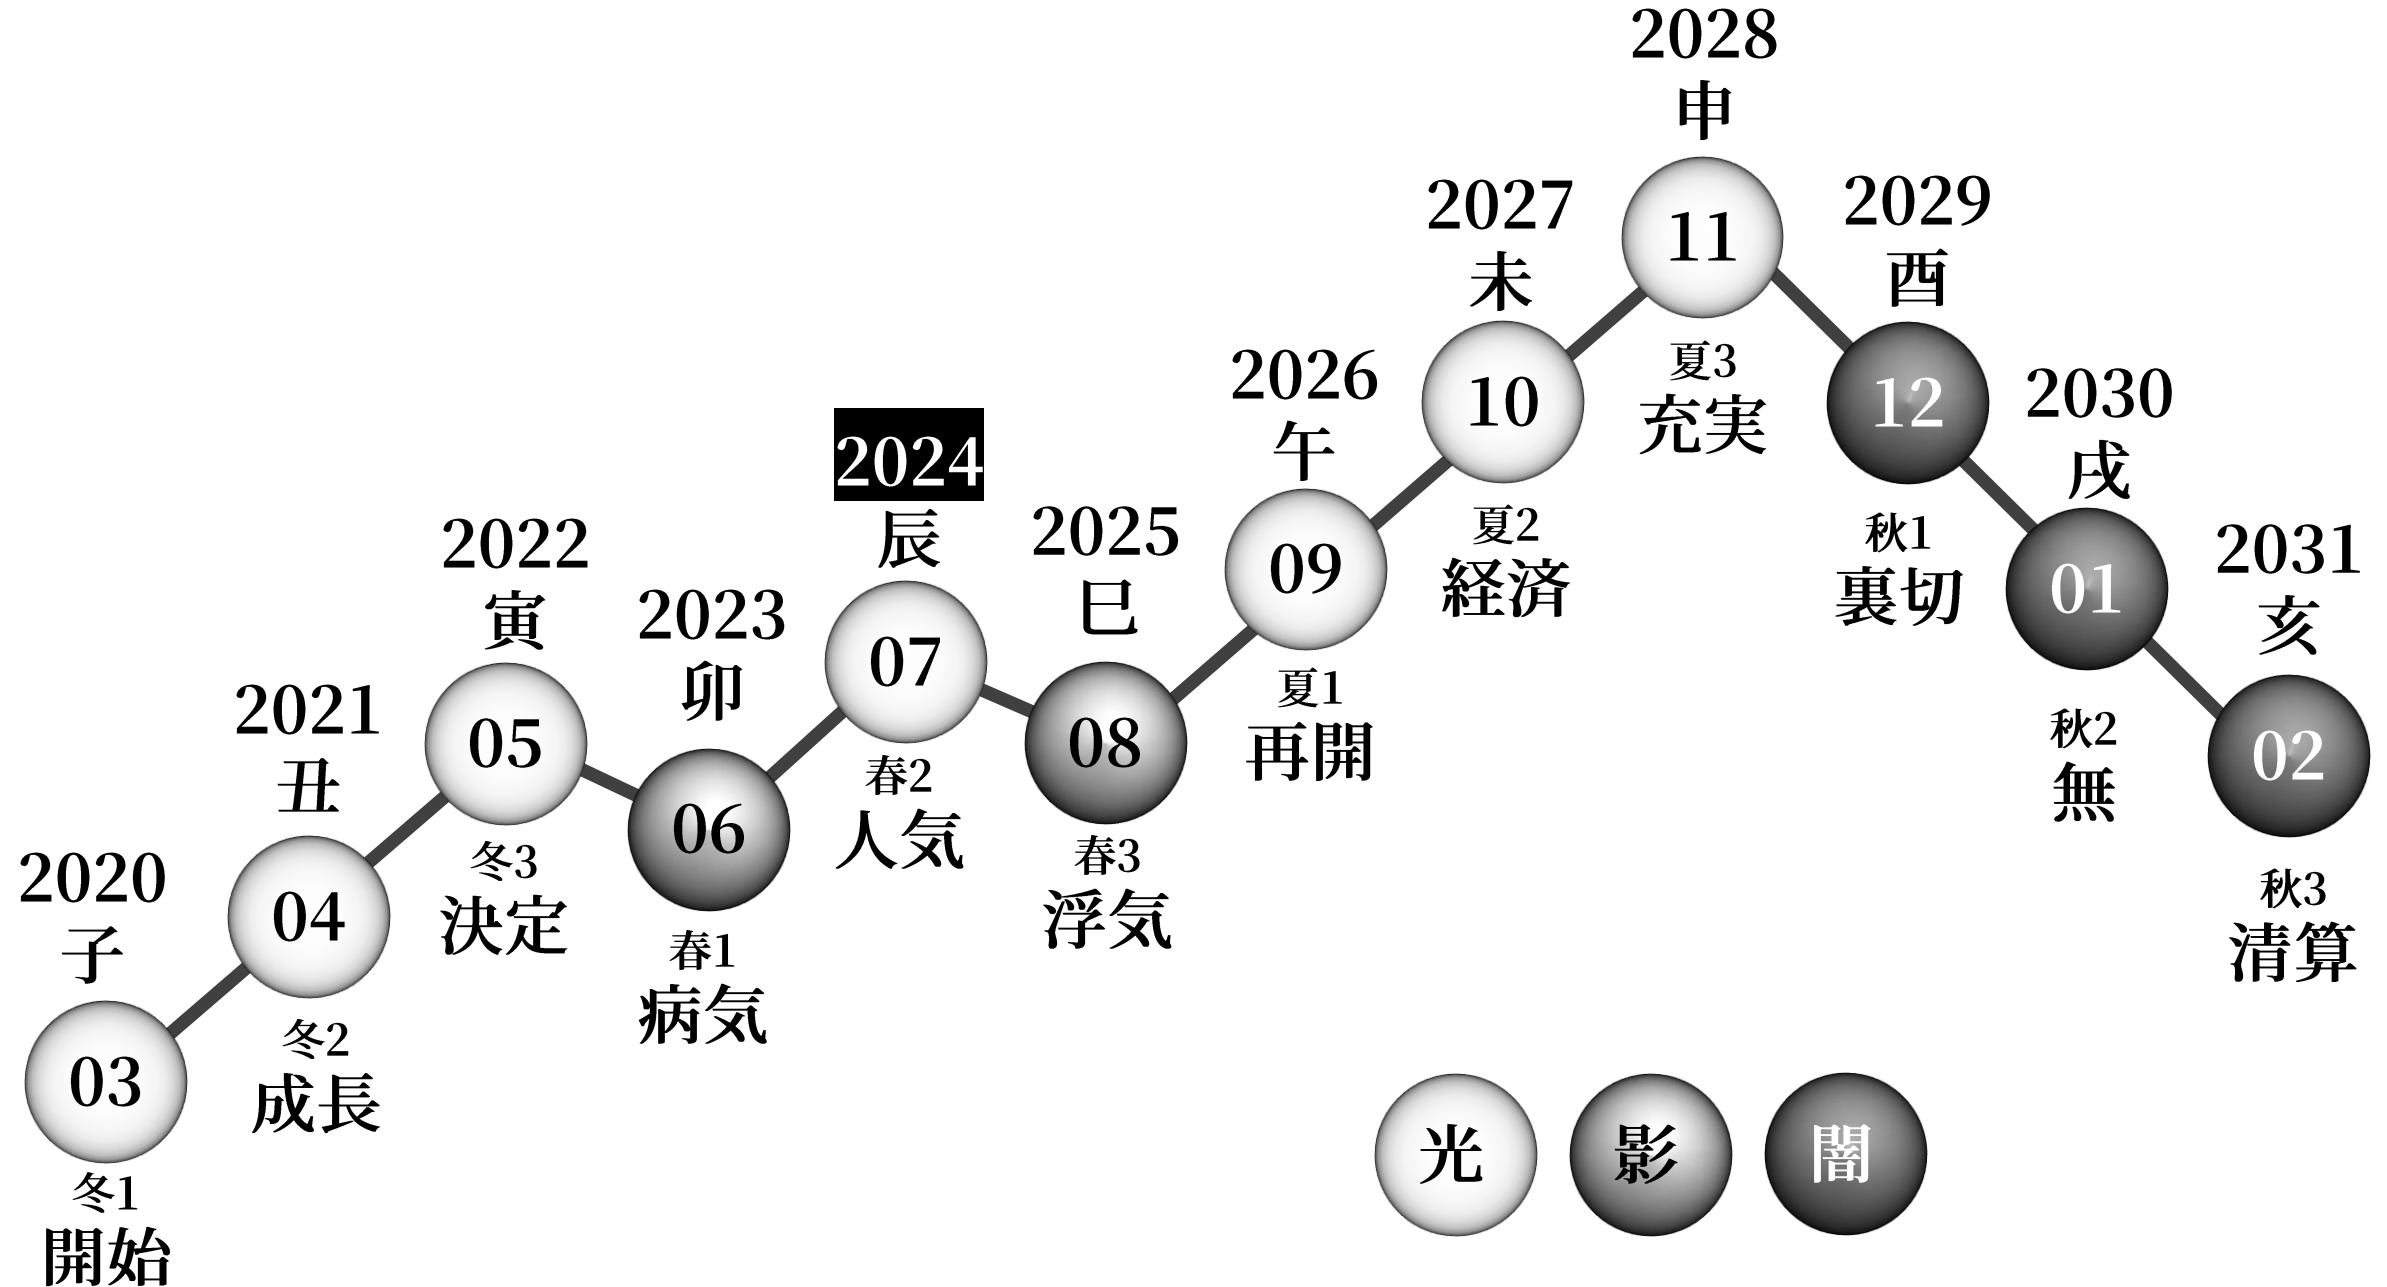 2020
子
03
冬1
開始
2021
丑
04
冬2
成長
2022
寅
05
冬3
決定
2023
卯
06
春1
病気
2024
辰
07
春2
人気
2025
巳
08
春3
浮気
2026
午
09
夏1
再開
2027
未
10
夏2
経済
2028
申
11
夏3
充実
2029
酉
12
秋1
裏切
2030
戌
01
秋2
無
2031
亥
02
秋3
清算
光
影
闇